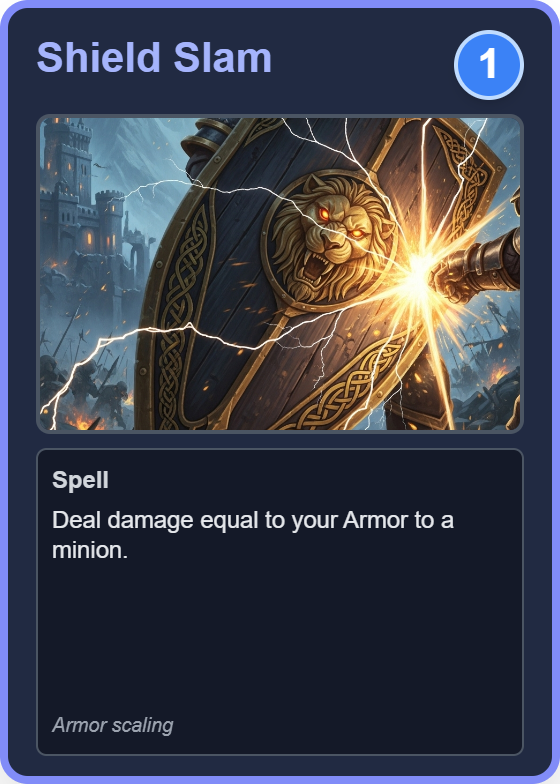 Shield Slam
1
Spell
Deal damage equal to your Armor to a
minion.
Armor scaling